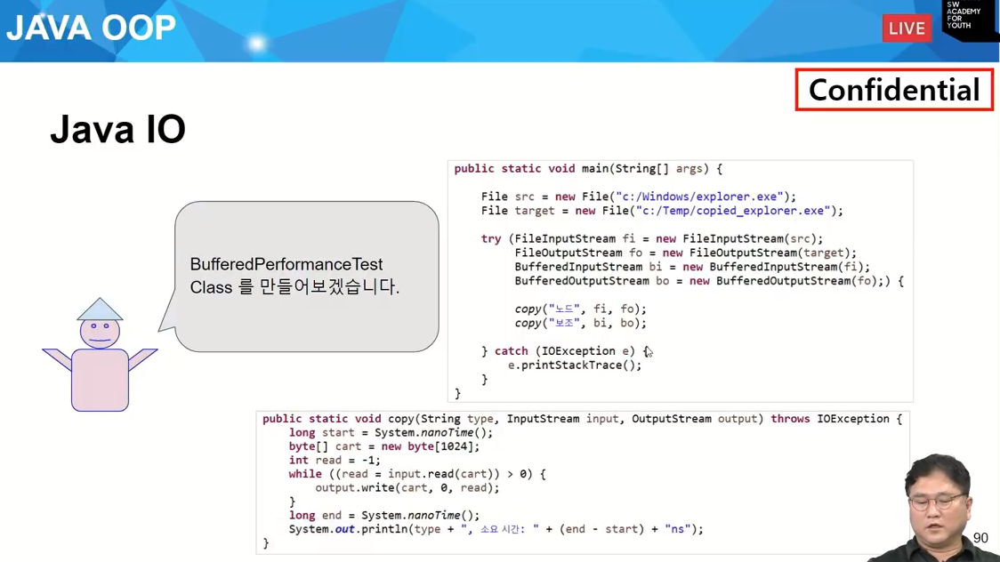 JAVA OOP
LIVE
SW
ACADEMY
FOR
YOUTH
Confidential
Java IO
BufferedPerformanceTest
Class 를 만들어보겠습니다.
public static void main(String[] args) {
File src = new File("c:/Windows/explorer.exe");
File target = new File("c:/Temp/copied_explorer.exe");
try (FileInputStream fi = new FileInputStream(src);
FileOutputStream fo = new FileOutputStream(target);
BufferedInputStream bi = new BufferedInputStream(fi);
BufferedOutputStream bo = new BufferedOutputStream(fo);) {
copy("노드", fi, fo);
copy("보조", bi, bo);
} catch (IOException e) {
e.printStackTrace();
}
}
public static void copy(String type, InputStream input, OutputStream output) throws IOException {
long start = System.nanoTime();
byte[] cart = new byte[1024];
int read = -1;
while ((read = input.read(cart)) > 0) {
output.write(cart, 0, read);
}
long end = System.nanoTime();
System.out.println(type + ", 소요 시간: " + (end - start) + "ns");
}
90